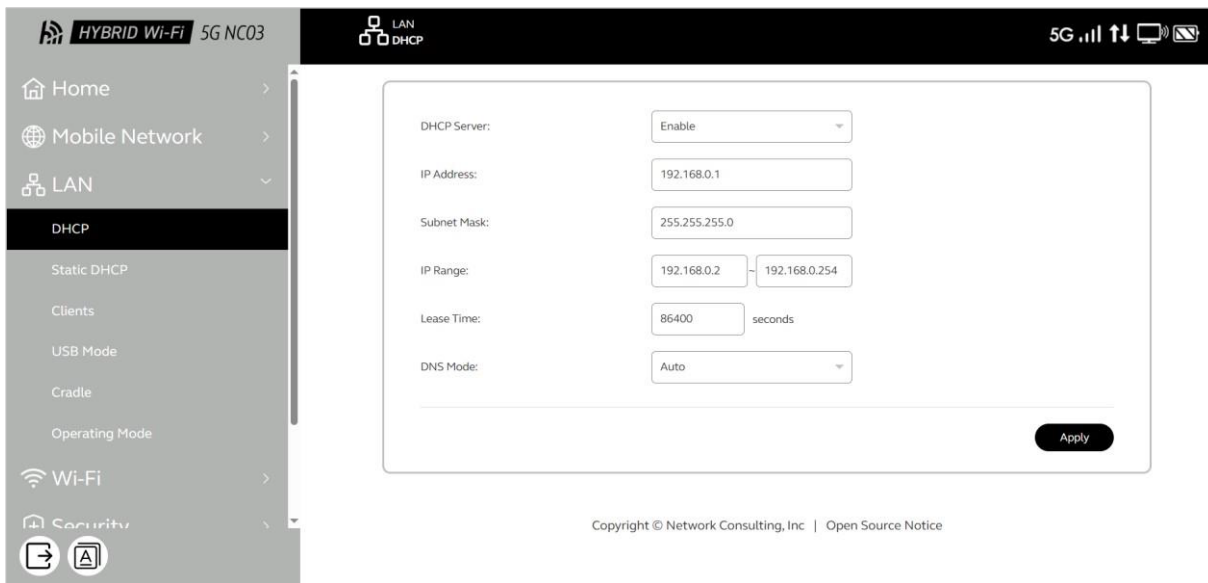 HYBRID Wi-Fi 5G NC03
LAN
DHCP
5G
Home
Mobile Network
LAN
DHCP
Static DHCP
Clients
USB Mode
Cradle
Operating Mode
Wi-Fi
Security
A
DHCP Server: Enable
IP Address: 192.168.0.1
Subnet Mask: 255.255.255.0
IP Range: 192.168.0.2 ~ 192.168.0.254
Lease Time: 86400 seconds
DNS Mode: Auto
Apply
Copyright © Network Consulting, Inc | Open Source Notice